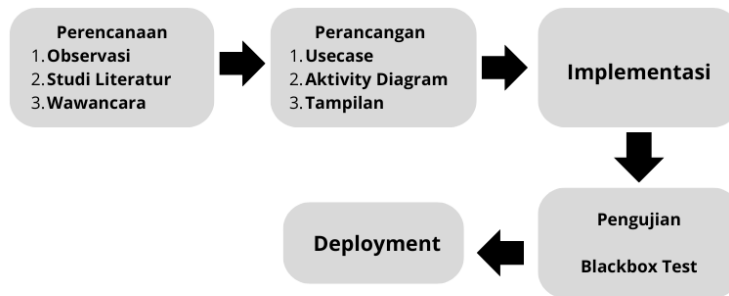 Perencanaan
1. Observasi
2. Studi Literatur
3. Wawancara
Perancangan
1. Usecase
2. Aktivity Diagram
3. Tampilan
Implementasi
Pengujian
Blackbox Test
Deployment